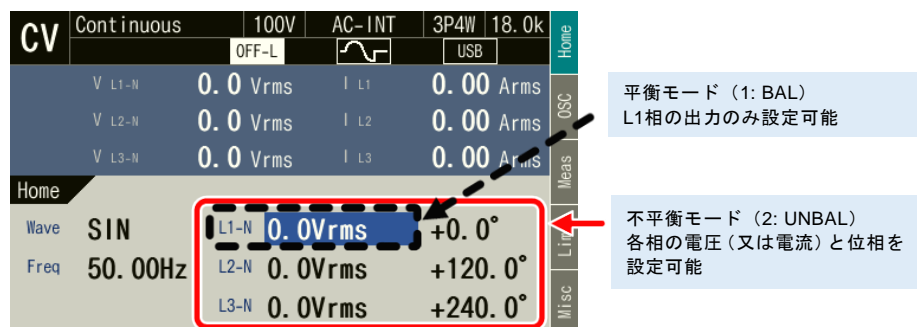 CV Continuous 100V AC-INT 3P4W 18.0k
OFF-L USB
V L1-N 0.0 Vrms I L1 0.00 Arms
V L2-N 0.0 Vrms I L2 0.00 Arms
V L3-N 0.0 Vrms I L3 0.00 Arms
Home
Wave SIN L1-N 0.0Vrms +0.0°
Freq 50.00Hz L2-N 0.0Vrms +120.0°
L3-N 0.0Vrms +240.0°
Home
OSC
Meas
Misc
平衡モード（1: BAL）
L1相の出力のみ設定可能
不平衡モード（2: UNBAL）
各相の電圧（又は電流）と位相を
設定可能